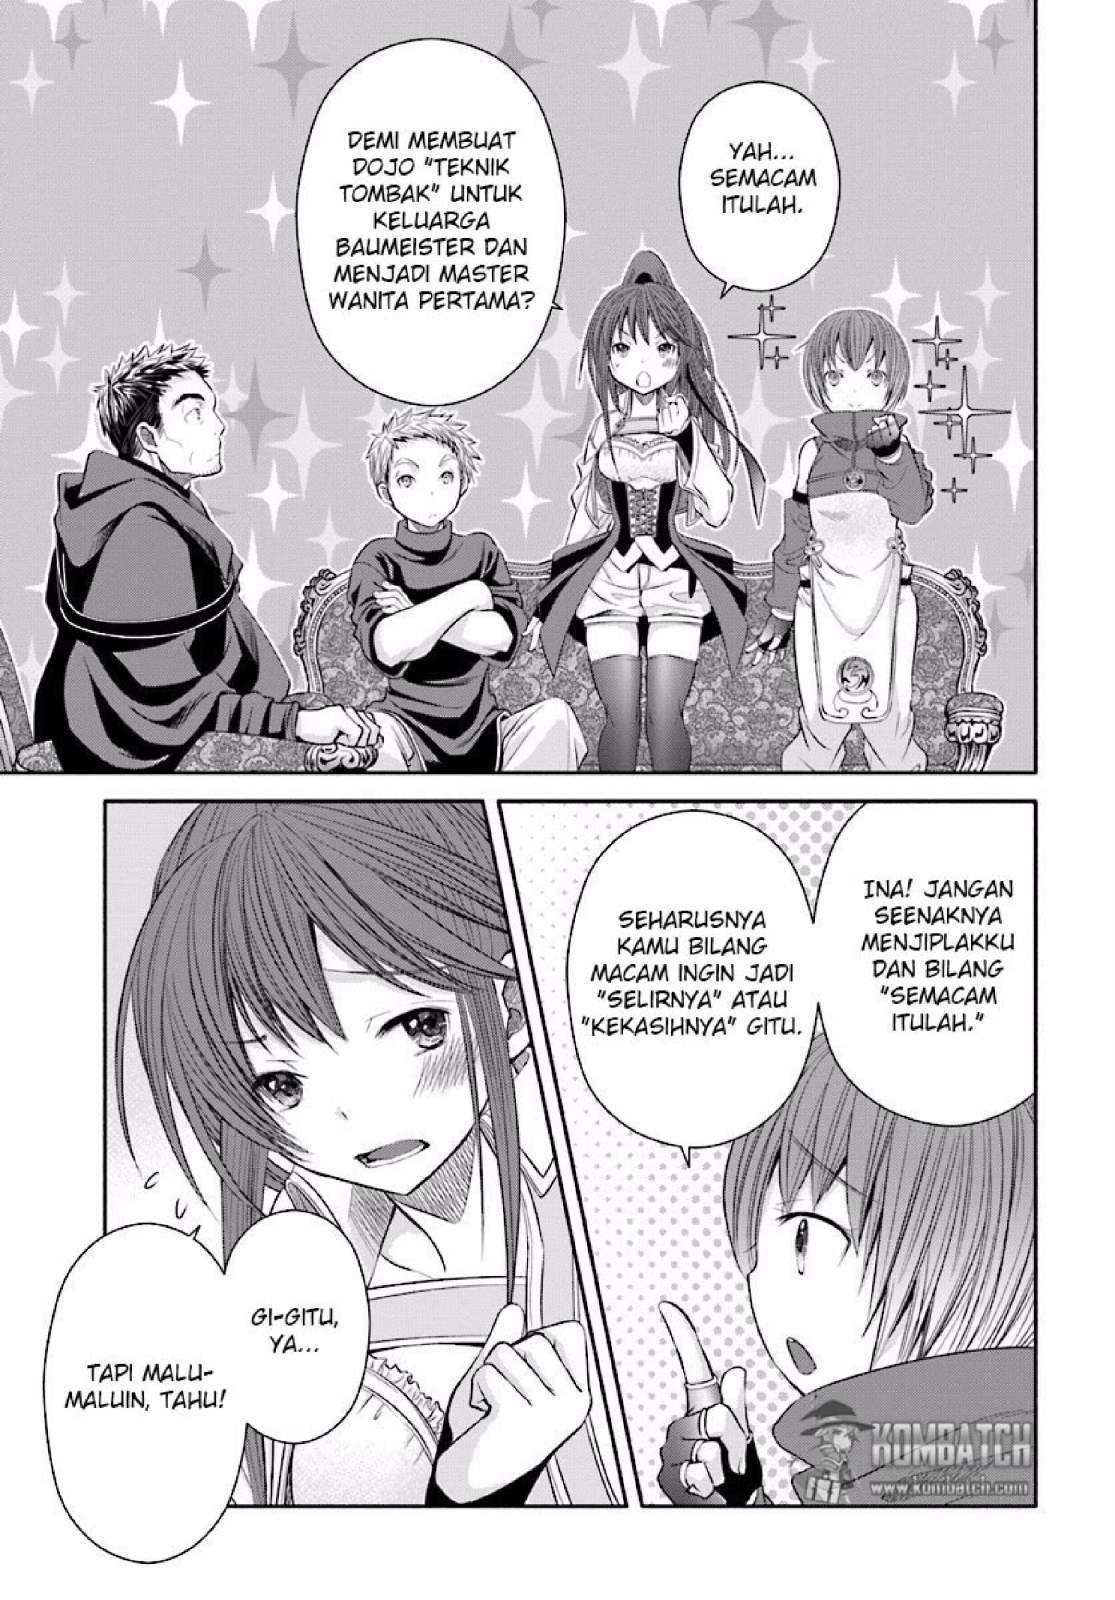 YAH...
SEMACAM
ITULAH.
DEMI MEMBUAT
DOJO "TEKNIK
TOMBAK" UNTUK
KELUARGA
BAUMEISTER DAN
MENJADI MASTER
WANITA PERTAMA?
INA! JANGAN
SEENAKNYA
MENJIPLAKKU
DAN BILANG
"SEMACAM
ITULAH."
SEHARUSNYA
KAMU BILANG
MACAM INGIN JADI
"SELIRNYA" ATAU
"KEKASIHNYA" GITU.
GI-GITU,
YA...
TAPI MALU-
MALUIN, TAHU!
KOMBATCH
www.kombatch.com